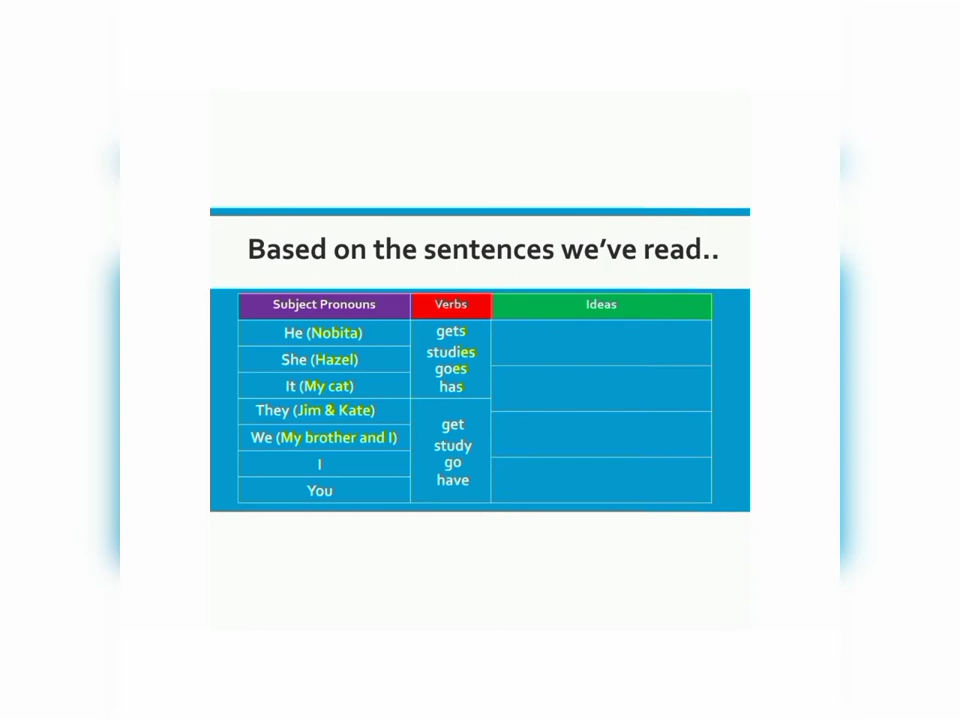 Based on the sentences we've read..
Subject Pronouns Verbs Ideas
He (Nobita)
She (Hazel)
It (My cat)
gets
studies
goes
has
They (Jim & Kate)
We (My brother and I)
I
You
get
study
go
have